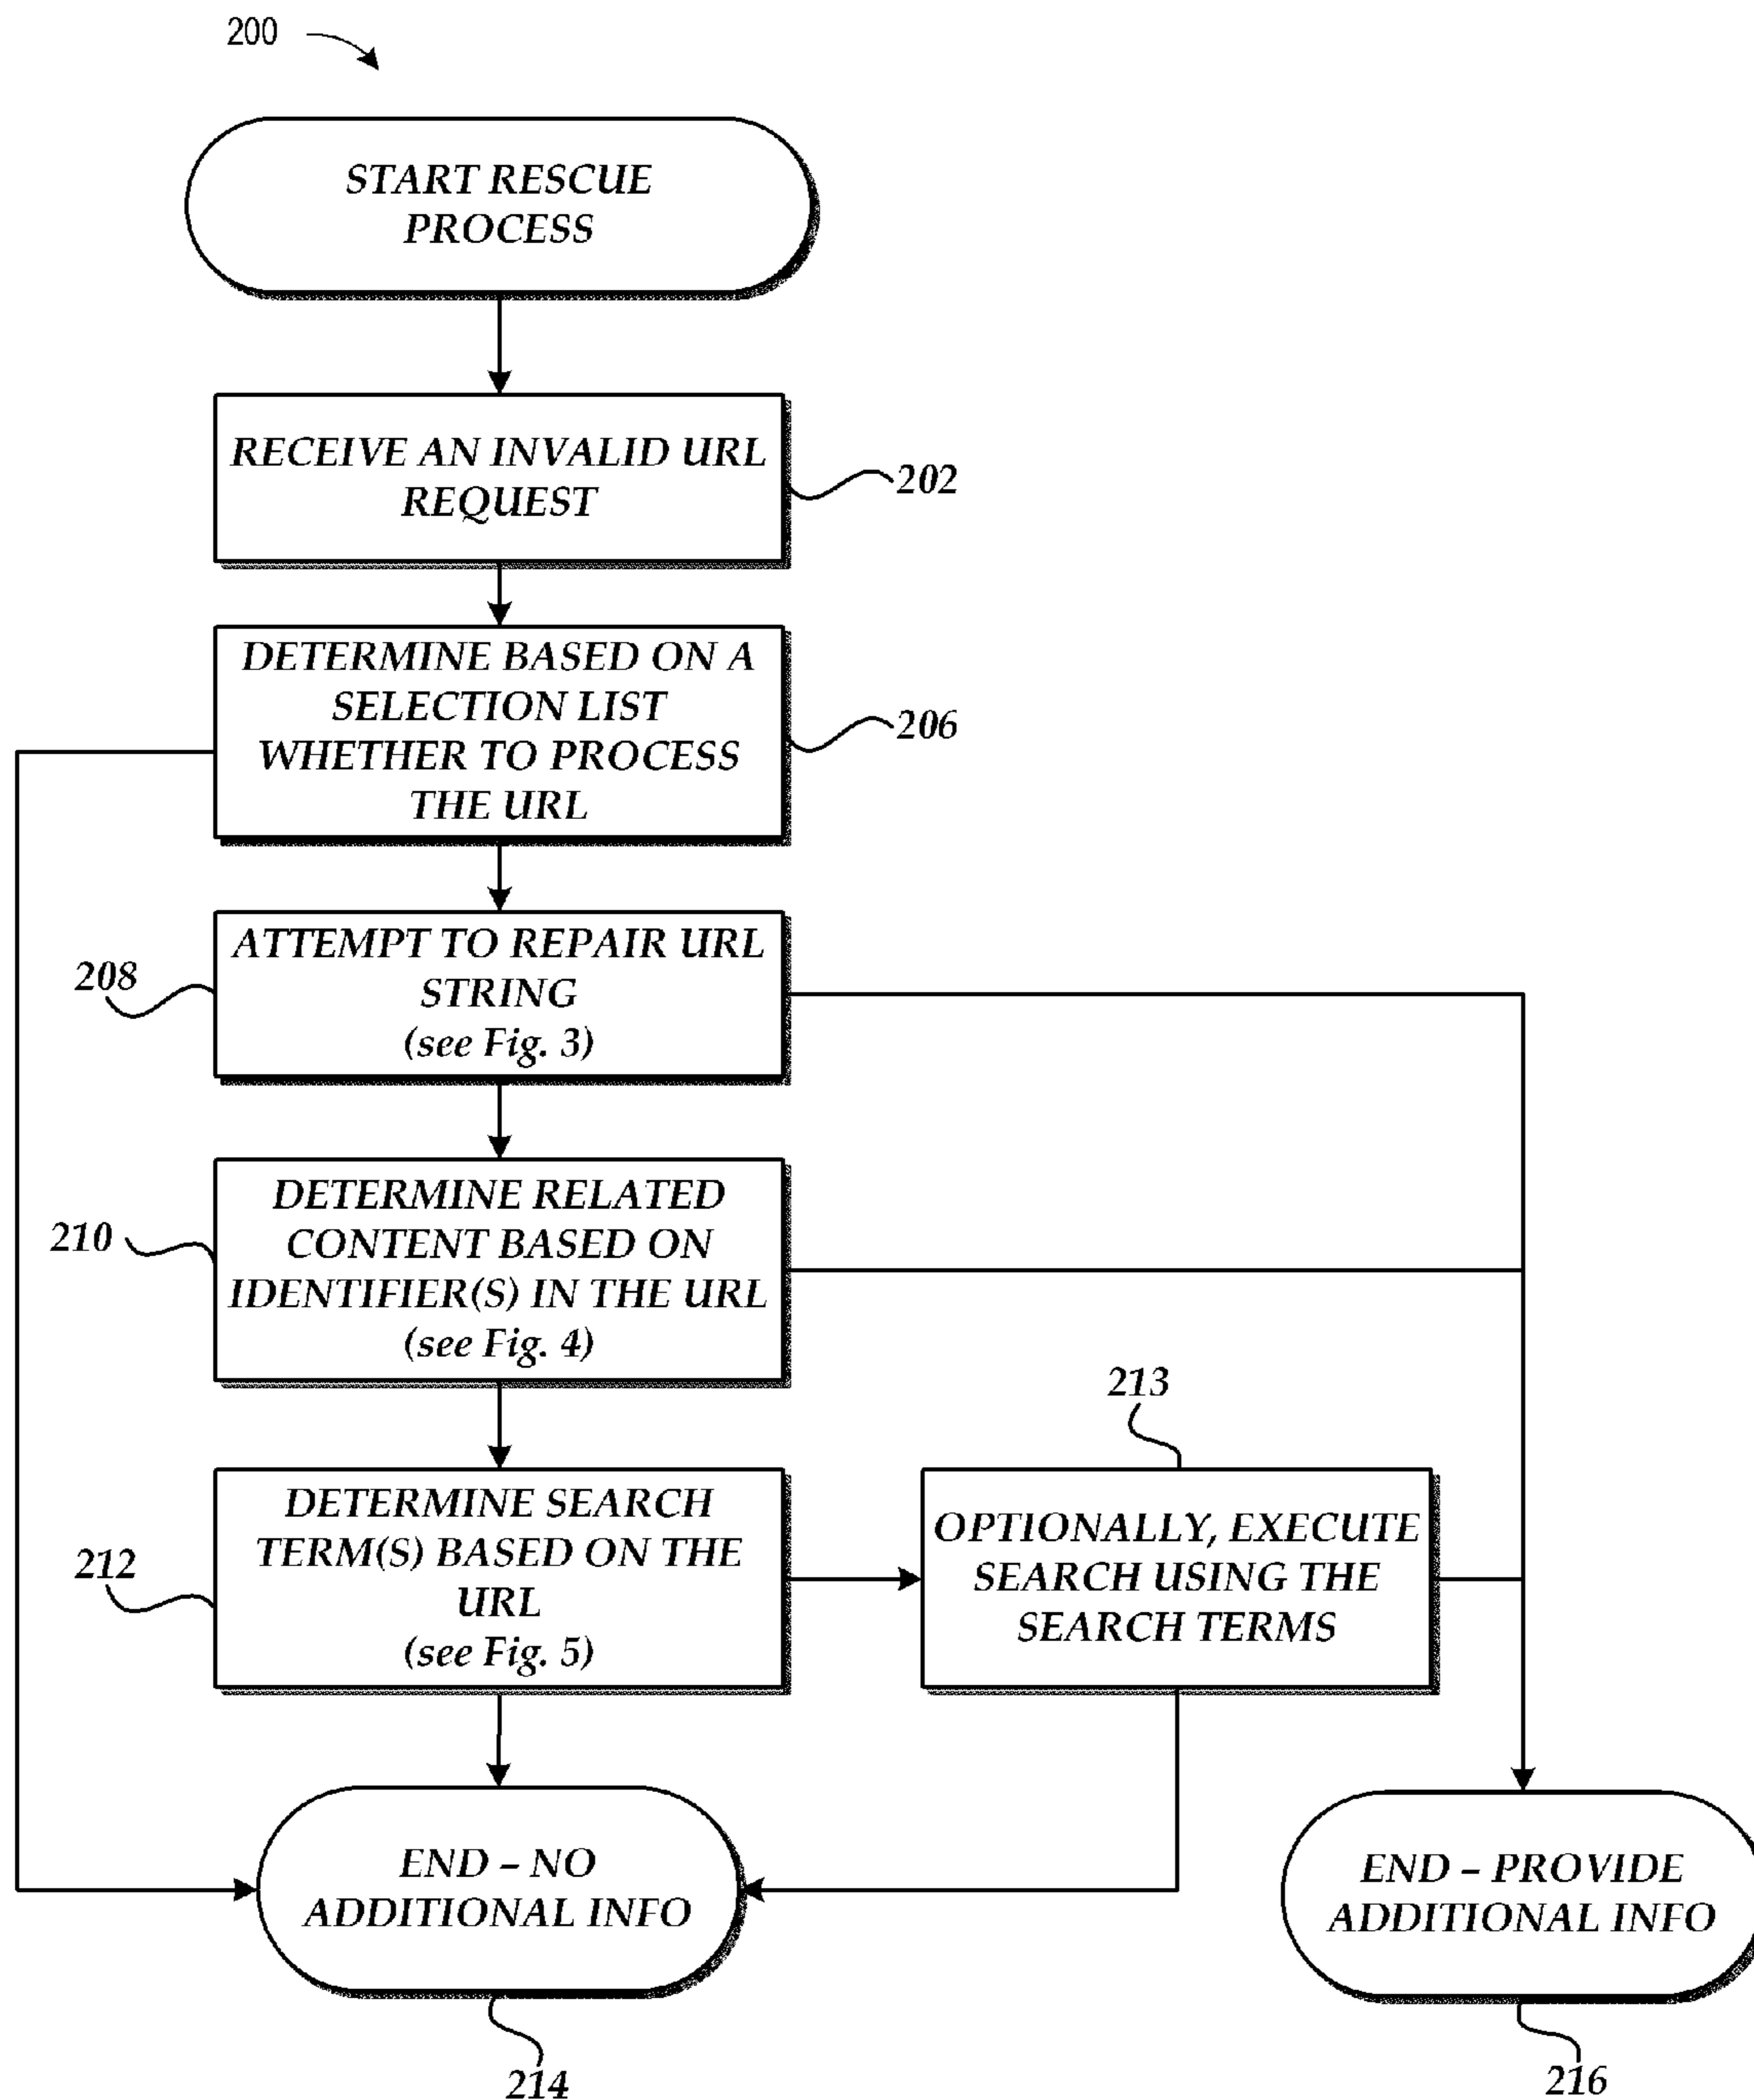 200
START RESCUE
PROCESS
RECEIVE AN INVALID URL
REQUEST
202
DETERMINE BASED ON A
SELECTION LIST
WHETHER TO PROCESS
THE URL
206
ATTEMPT TO REPAIR URL
STRING
(see Fig. 3)
208
DETERMINE RELATED
CONTENT BASED ON
IDENTIFIER(S) IN THE URL
(see Fig. 4)
210
DETERMINE SEARCH
TERM(S) BASED ON THE
URL
(see Fig. 5)
212
213
OPTIONALLY, EXECUTE
SEARCH USING THE
SEARCH TERMS
END – NO
ADDITIONAL INFO
214
END – PROVIDE
ADDITIONAL INFO
216